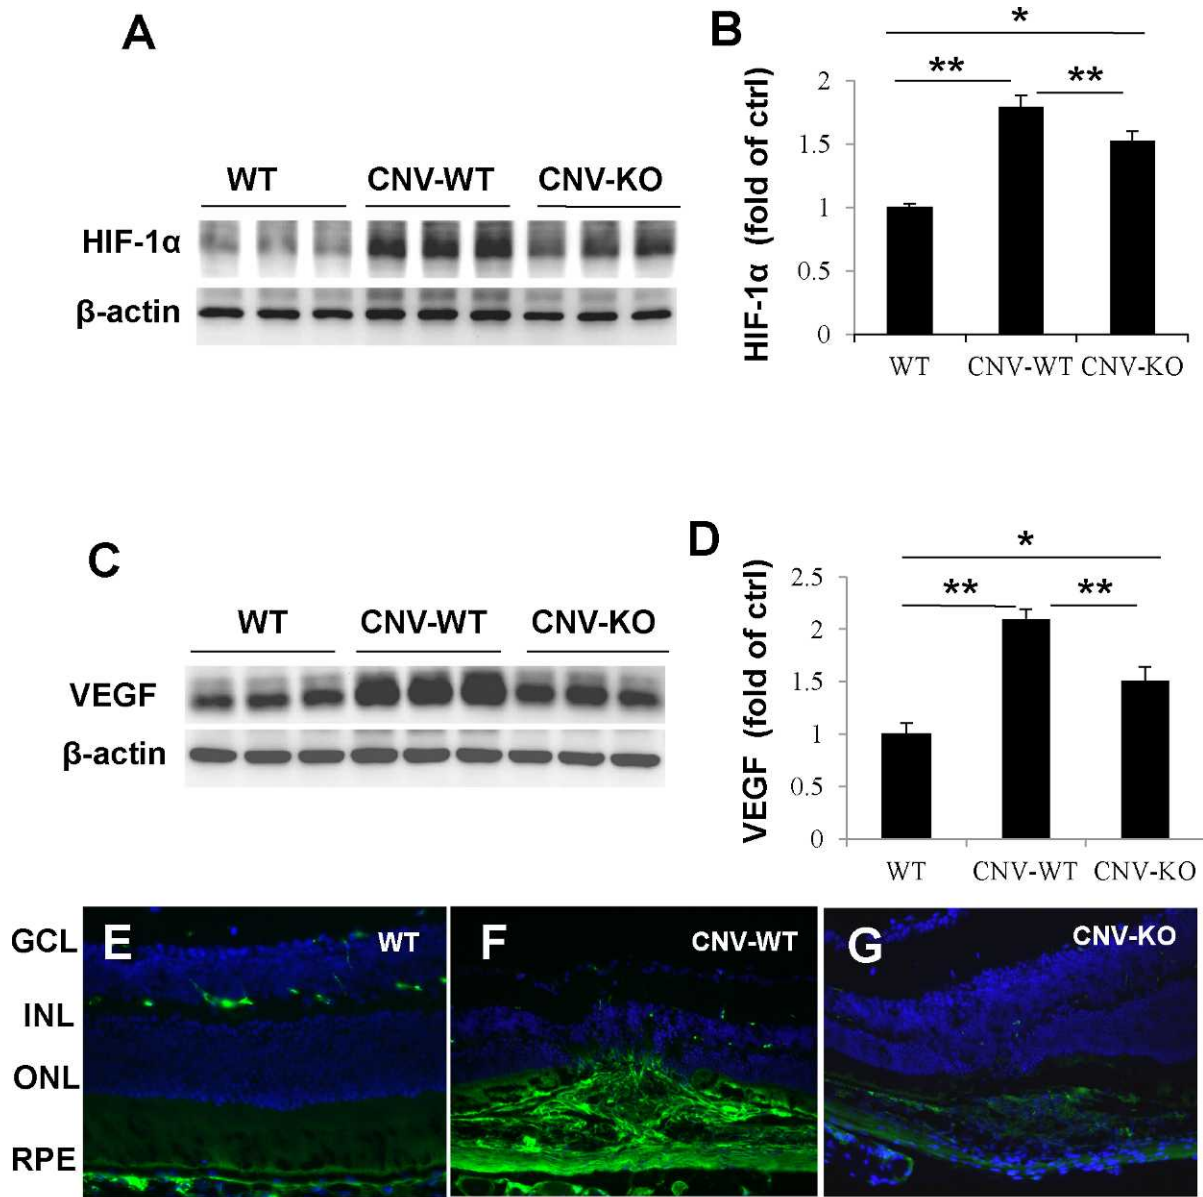 A
WT CNV-WT CNV-KO
HIF-1α
β-actin
B
*
** **
HIF-1α (fold of ctrl)
2
1.5
1
0.5
0
WT CNV-WT CNV-KO
C
WT CNV-WT CNV-KO
VEGF
β-actin
D
*
** **
VEGF (fold of ctrl)
2.5
2
1.5
1
0.5
0
WT CNV-WT CNV-KO
GCL
INL
ONL
RPE
E WT
F CNV-WT
G CNV-KO